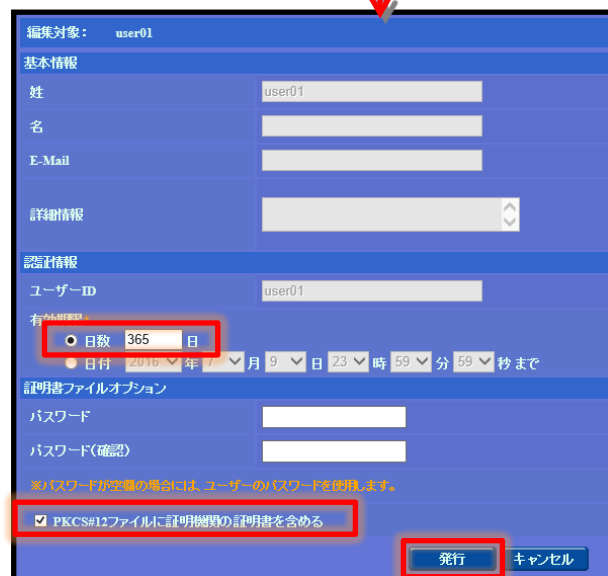 編集対象： user01
基本情報
姓 user01
名
E-Mail
詳細情報
認証情報
ユーザーID user01
有効期限*
日数 365 日
日付 2016 年 7 月 9 日 23 時 59 分 59 秒まで
証明書ファイルオプション
パスワード
パスワード(確認)
※パスワードが空欄の場合には、ユーザーのパスワードを使用します。
PKCS#12ファイルに証明機関の証明書を含める
発行 キャンセル